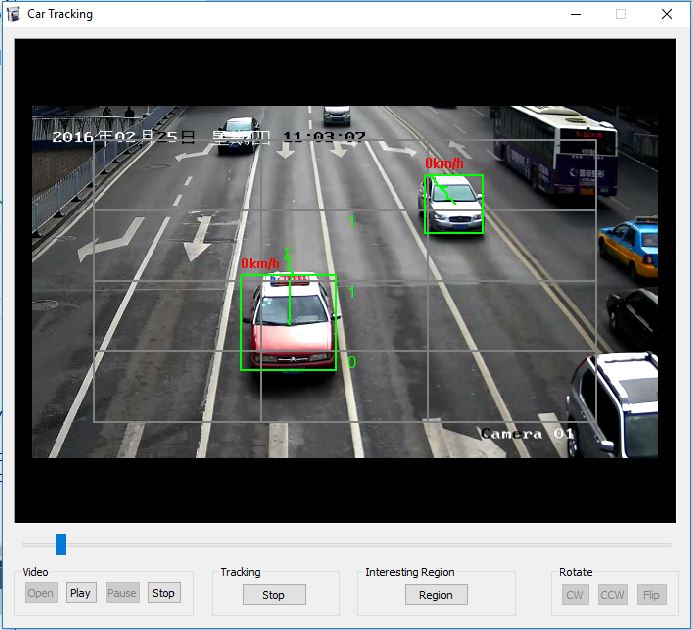 Car Tracking
2016年02月25日 星期四 11:03:07
0km/h
1
0km/h
1
1
0
Camera 01
Video
Open Play Pause Stop
Tracking
Stop
Interesting Region
Region
Rotate
CW CCW Flip